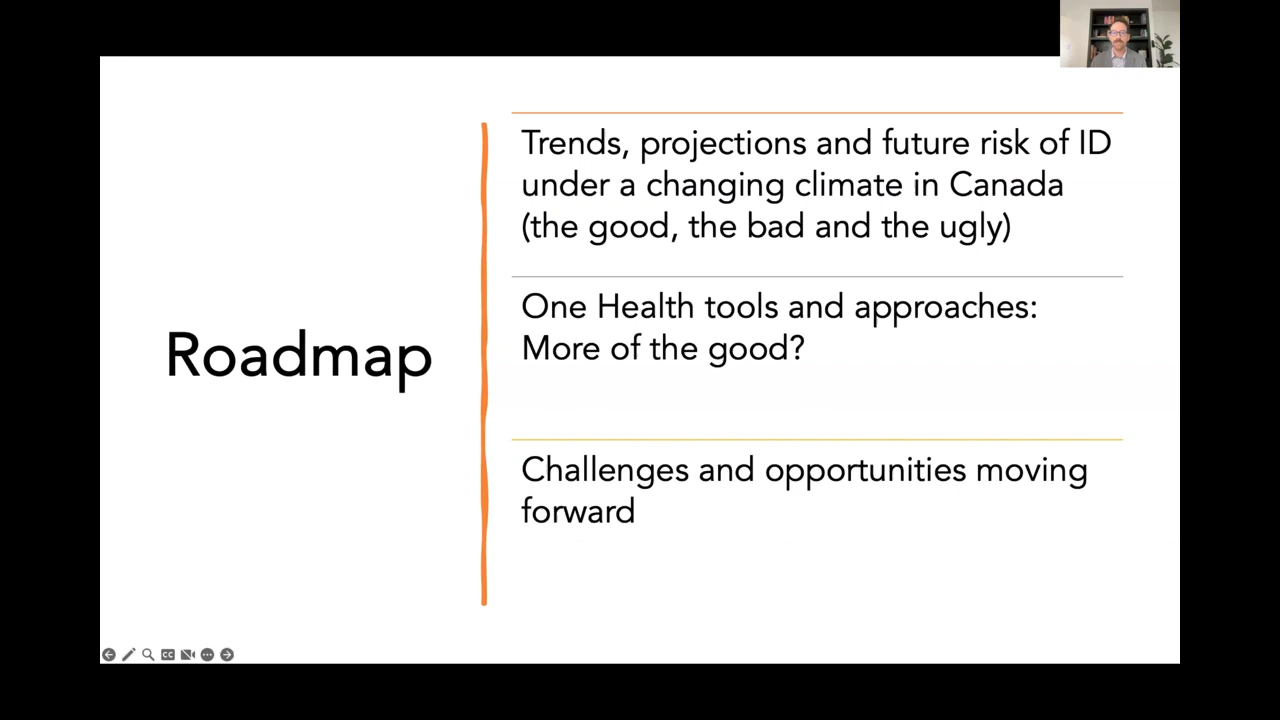 Roadmap
Trends, projections and future risk of ID
under a changing climate in Canada
(the good, the bad and the ugly)
One Health tools and approaches:
More of the good?
Challenges and opportunities moving
forward
CC